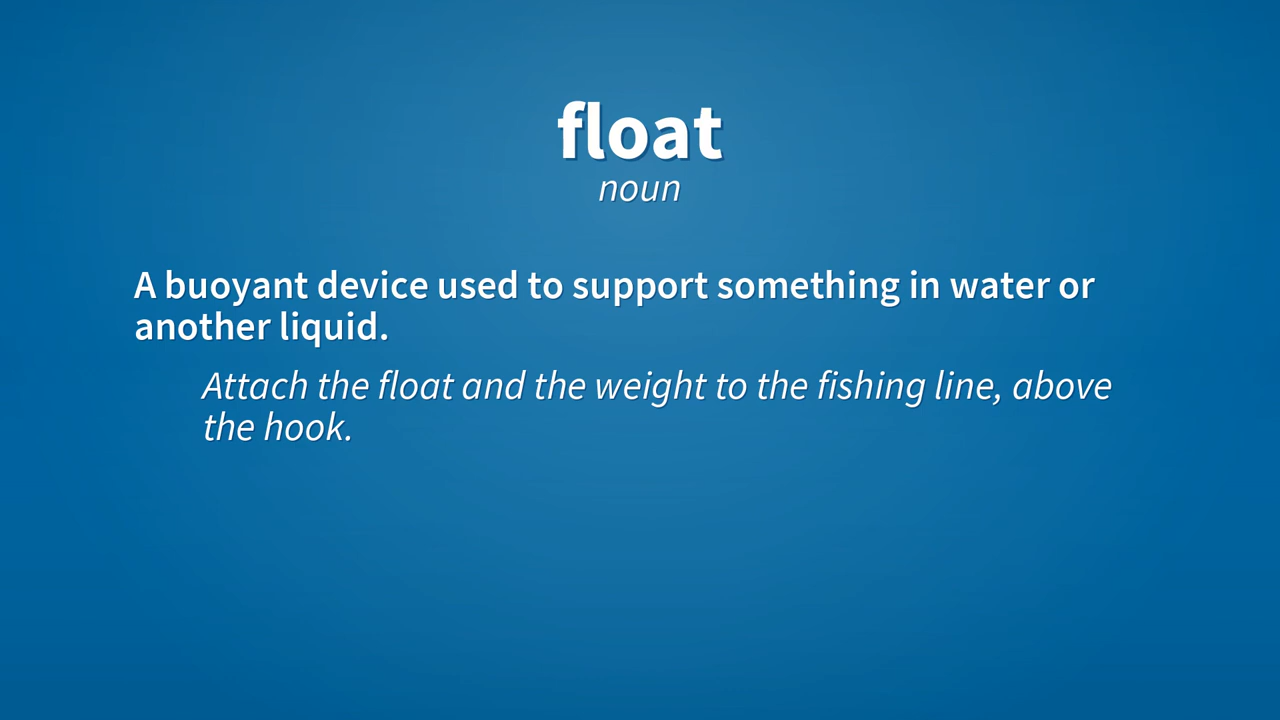 float
noun
A buoyant device used to support something in water or
another liquid.
Attach the float and the weight to the fishing line, above
the hook.